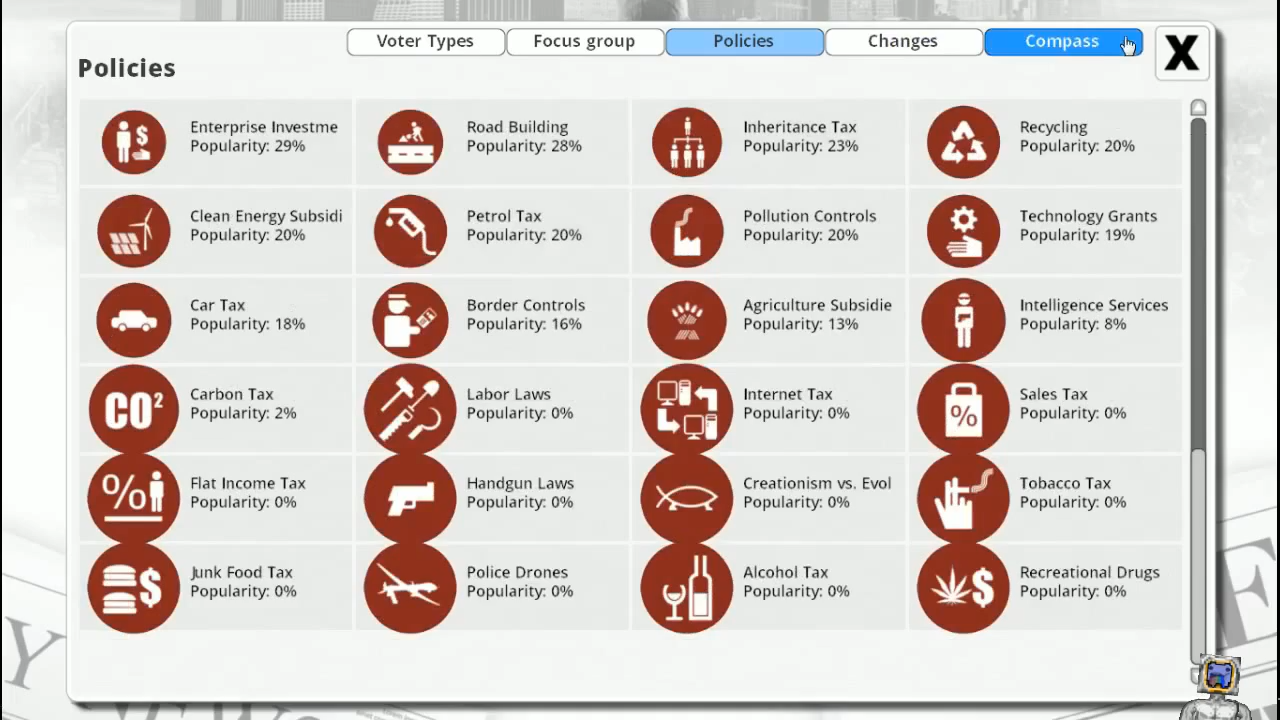 Voter Types
Focus group
Policies
Changes
Compass
X
Policies
Enterprise Investme
Popularity: 29%
Road Building
Popularity: 28%
Inheritance Tax
Popularity: 23%
Recycling
Popularity: 20%
Clean Energy Subsidi
Popularity: 20%
Petrol Tax
Popularity: 20%
Pollution Controls
Popularity: 20%
Technology Grants
Popularity: 19%
Car Tax
Popularity: 18%
Border Controls
Popularity: 16%
Agriculture Subsidie
Popularity: 13%
Intelligence Services
Popularity: 8%
CO²
Carbon Tax
Popularity: 2%
Labor Laws
Popularity: 0%
Internet Tax
Popularity: 0%
%
Sales Tax
Popularity: 0%
%
Flat Income Tax
Popularity: 0%
Handgun Laws
Popularity: 0%
Creationism vs. Evol
Popularity: 0%
Tobacco Tax
Popularity: 0%
$
Junk Food Tax
Popularity: 0%
Police Drones
Popularity: 0%
Alcohol Tax
Popularity: 0%
$
Recreational Drugs
Popularity: 0%